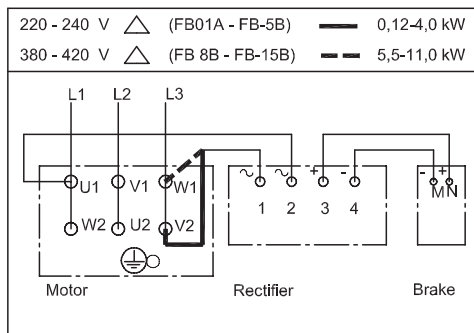 220 - 240 V △ (FB01A - FB-5B) 0,12-4,0 kW
380 - 420 V △ (FB 8B - FB-15B) 5,5-11,0 kW
L1 L2 L3
U1 V1 W1 ~ ~ + - - +
1 2 3 4 M N
W2 U2 V2
Motor Rectifier Brake